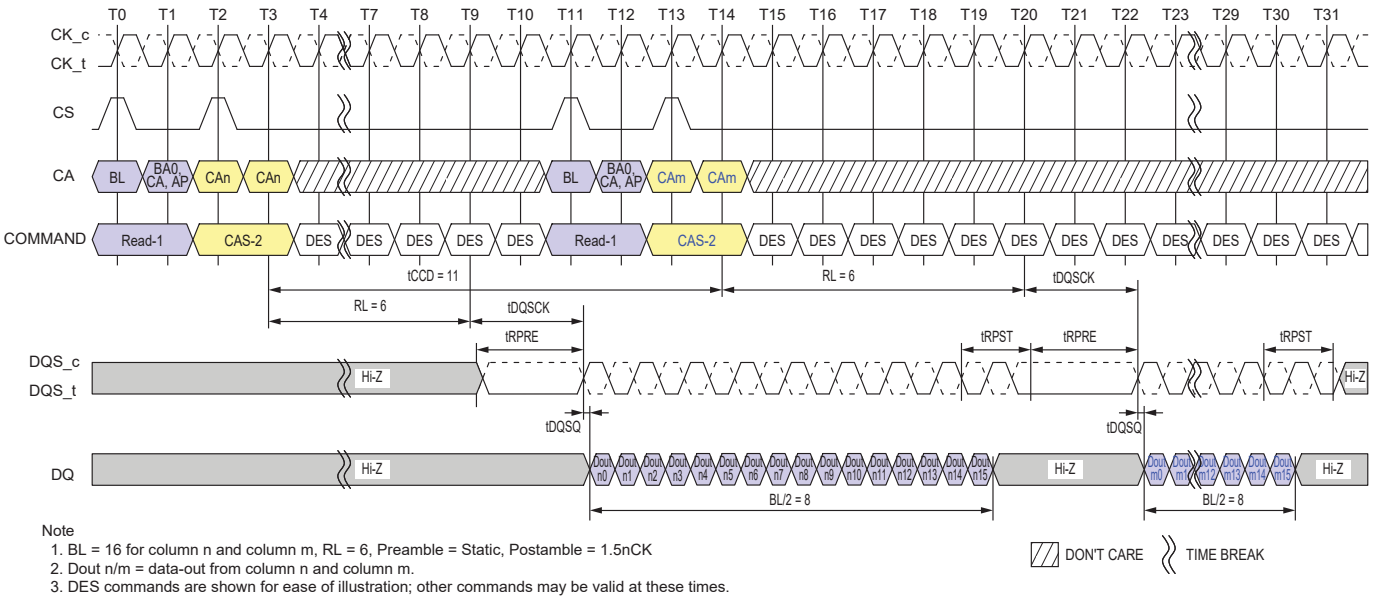 T0 T1 T2 T3 T4 T7 T8 T9 T10 T11 T12 T13 T14 T15 T16 T17 T18 T19 T20 T21 T22 T23 T29 T30 T31
CK_c
CK_t
CS
CA BL BA0, CA, AP CAn CAn BL BA0, CA, AP CAm CAm
COMMAND Read-1 CAS-2 DES DES DES DES DES Read-1 CAS-2 DES DES DES DES DES DES DES DES DES DES DES DES
tCCD = 11 RL = 6 tDQSCK
RL = 6 tDQSCK
tRPRE tRPST tRPRE tRPST
DQS_c
DQS_t
Hi-Z Hi-Z
tDQSQ tDQSQ
DQ Hi-Z Dout n0 Dout n1 Dout n2 Dout n3 Dout n4 Dout n5 Dout n6 Dout n7 Dout n8 Dout n9 Dout n10 Dout n11 Dout n12 Dout n13 Dout n14 Dout n15 Hi-Z Dout m0 Dout m1 Dout m12 Dout m13 Dout m14 Dout m15 Hi-Z
BL/2 = 8 BL/2 = 8
Note
1. BL = 16 for column n and column m, RL = 6, Preamble = Static, Postamble = 1.5nCK
2. Dout n/m = data-out from column n and column m.
3. DES commands are shown for ease of illustration; other commands may be valid at these times.
DON'T CARE TIME BREAK